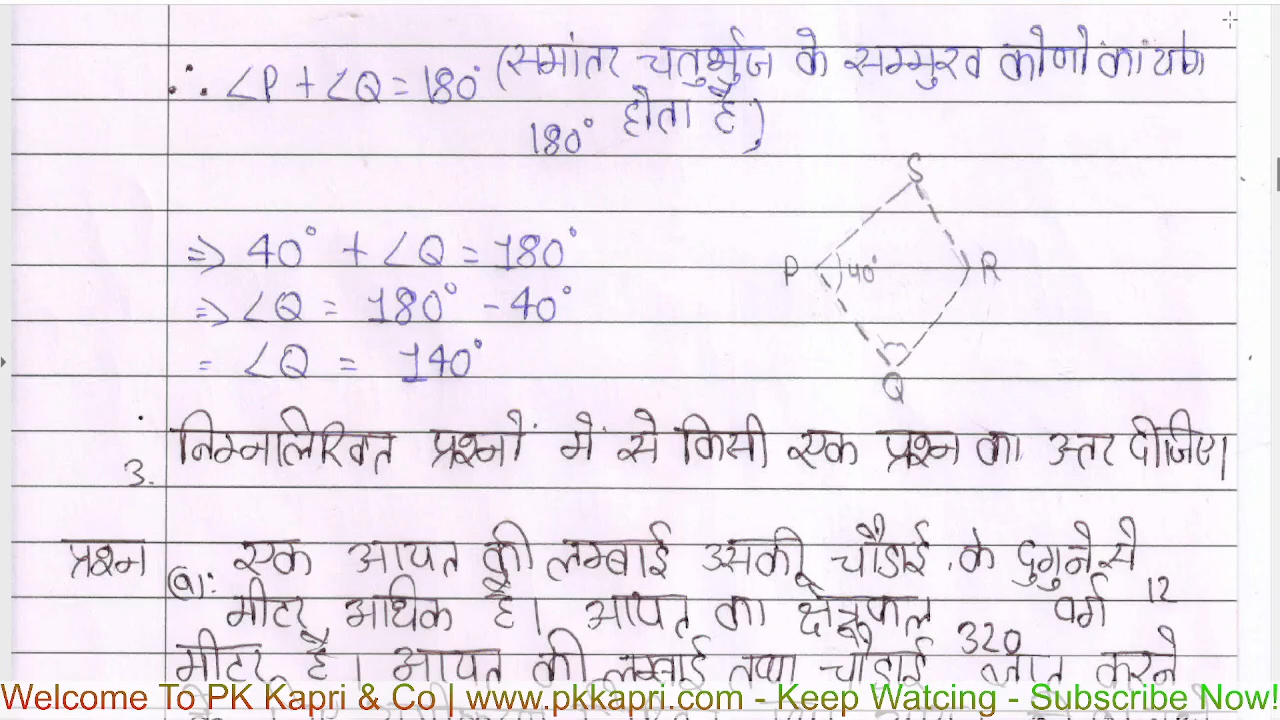 ∴ ∠P + ∠Q = 180° (समांतर चतुर्भुज के सम्मुख कोणों का योग
180° होता है)
S
P 40° R
Q
⇒ 40° + ∠Q = 180°
⇒ ∠Q = 180° - 40°
= ∠Q = 140°
3. निम्नलिखित प्रश्नों में से किसी एक प्रश्न का उत्तर दीजिए।
प्रश्न (a): एक आयत की लम्बाई उसकी चौडाई के दुगुने से
12 मीटर अधिक है। आयत का क्षेत्रफल 320 वर्ग
मीटर है। आयत की लम्बाई तथा चौडाई ज्ञात करने
Welcome To PK Kapri & Co | www.pkkapri.com - Keep Watcing - Subscribe Now!